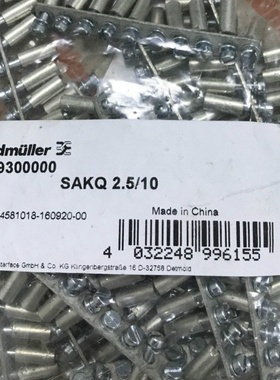 dmüller
9300000
SAKQ 2.5/10
4581018-160920-00
Made in China
4 032248 996155
terface GmbH & Co. KG Klingenbergstraße 16 D-32758 Detmold